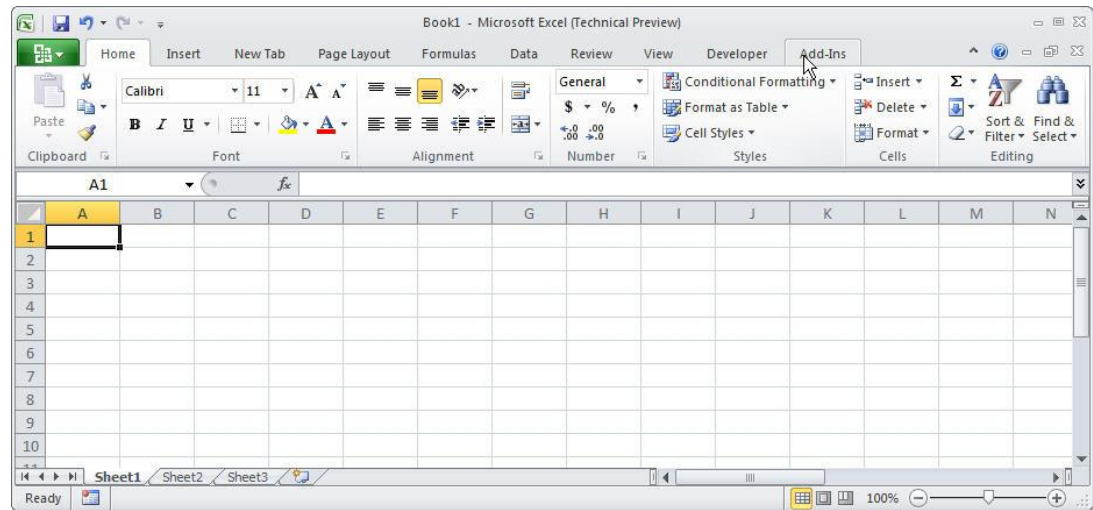 Book1 - Microsoft Excel (Technical Preview)
Home Insert New Tab Page Layout Formulas Data Review View Developer Add-Ins
Calibri 11 A A General Conditional Formatting Insert Σ
Paste $ % , Format as Table Delete Sort & Find &
B I U A .00 Cell Styles Format Filter Select
Clipboard Font Alignment Number Styles Cells Editing
A1 fx
A B C D E F G H I J K L M N
1
2
3
4
5
6
7
8
9
10
Sheet1 Sheet2 Sheet3
Ready 100%